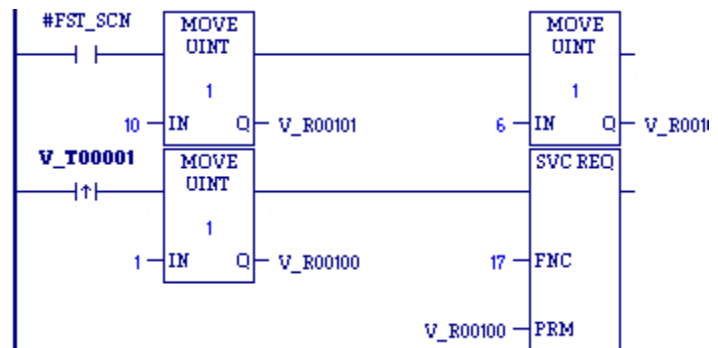 #FST_SCN MOVE UINT 1 MOVE UINT 1
10 IN Q V_R00101 6 IN Q
V_T00001 MOVE UINT 1 SVC REQ
1 IN Q V_R00100 17 FNC
V_R00100 PRM